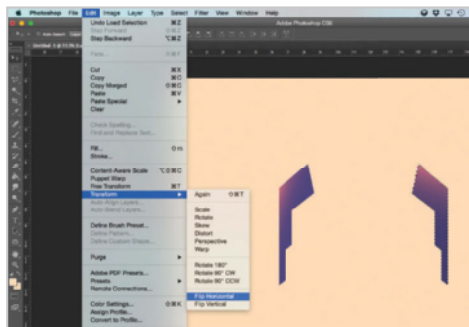 Photoshop File Edit Image Layer Type Select Filter View Window Help
Adobe Photoshop CS6
Undo Load Selection ⌘Z
Step Forward ⇧⌘Z
Step Backward ⌥⌘Z
Fade... ⇧⌘F
Cut ⌘X
Copy ⌘C
Copy Merged ⇧⌘C
Paste ⌘V
Paste Special
Clear
Check Spelling...
Find and Replace Text...
Fill...
Stroke...
Content-Aware Scale ⌥⇧⌘C
Puppet Warp
Free Transform ⌘T
Transform
Auto-Align Layers...
Auto-Blend Layers...
Again ⇧⌘T
Scale
Rotate
Skew
Distort
Perspective
Warp
Rotate 180°
Rotate 90° CW
Rotate 90° CCW
Flip Horizontal
Flip Vertical
Define Brush Preset...
Define Pattern...
Define Custom Shape...
Purge
Adobe PDF Presets...
Presets
Remote Connections...
Color Settings... ⇧⌘K
Assign Profile...
Convert to Profile...